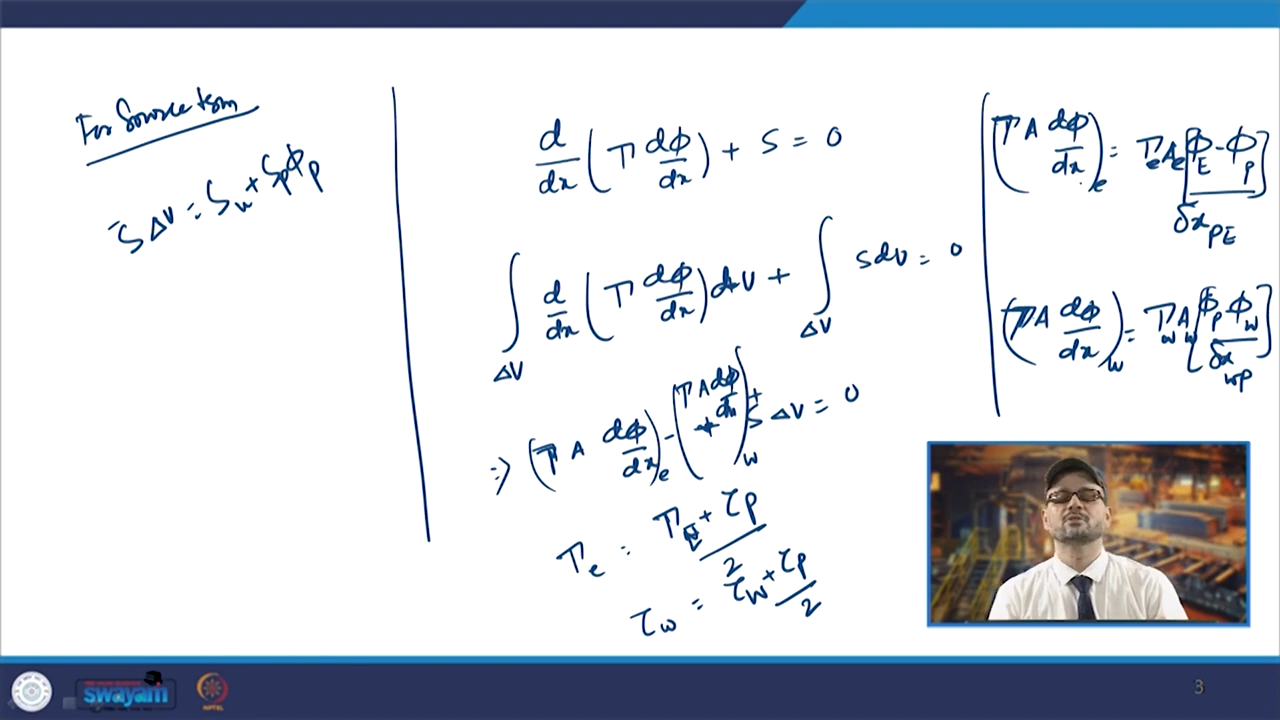 For Source term
S̄ ΔV = S_u + S_p ϕ_p
d/dx (Γ dϕ/dx) + S = 0
∫_ΔV d/dx (Γ dϕ/dx) dV + ∫_ΔV S dV = 0
⇒ (Γ A dϕ/dx)_e - (Γ A dϕ/dx)_w + S ΔV = 0
Γ_e = Γ_E + Γ_P / 2
Γ_w = Γ_W + Γ_P / 2
(Γ A dϕ/dx)_e = Γ_e A_e [ϕ_E - ϕ_P / δx_PE]
(Γ A dϕ/dx)_w = Γ_w A_w [ϕ_P - ϕ_W / δx_WP]
swayam
NPTEL
3